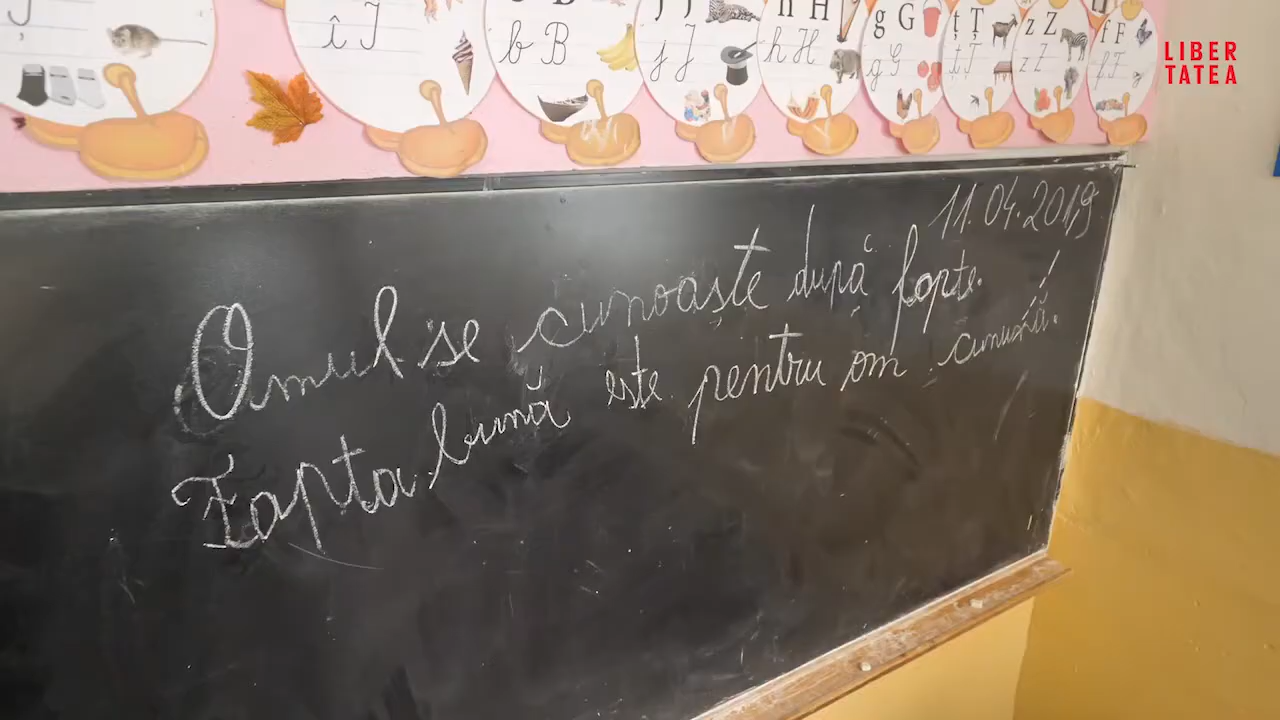 î Î
b B
b B
j J
j J
h H
h H
g G
g G
ț Ț
ț Ț
z Z
z Z
f F
f F
LIBER
TATEA
11.04.2019
Omul se cunoaște după fapte.
Fapta bună este pentru om cunună.